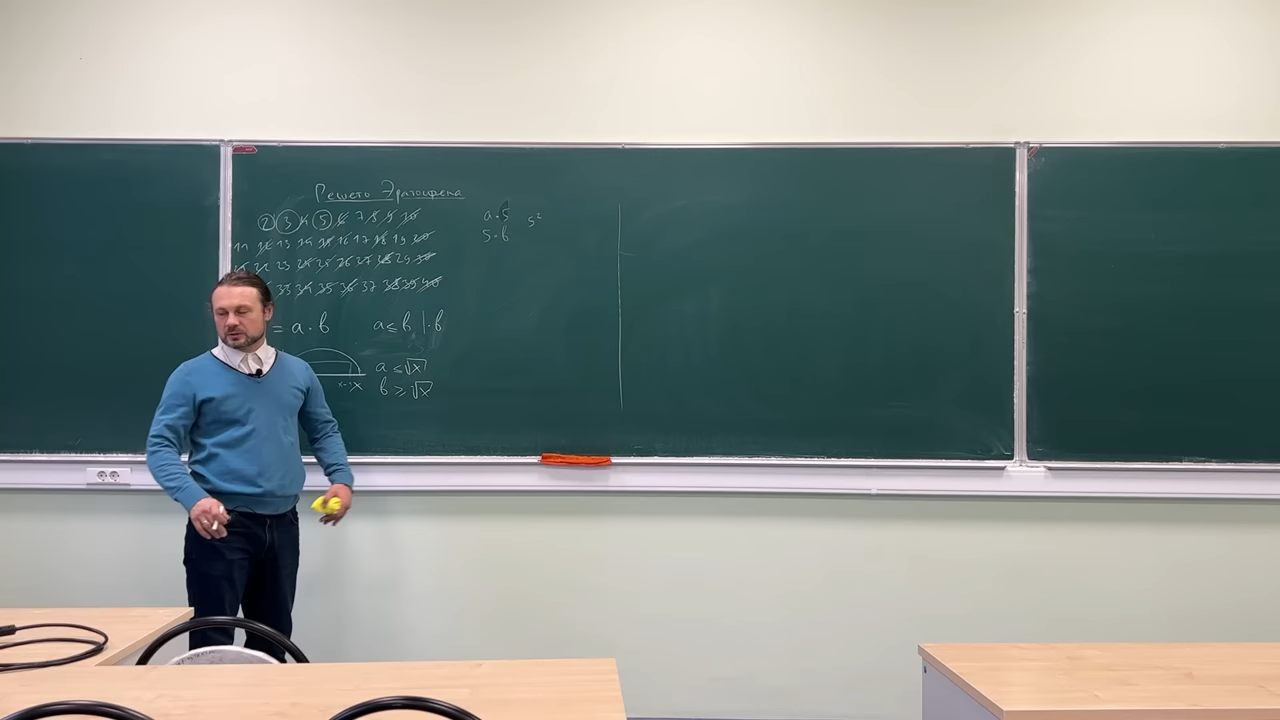 Решето Эратосфена
2 3 4 5 6 7 8 9 10
11 12 13 14 15 16 17 18 19 20
21 22 23 24 25 26 27 28 29 30
33 34 35 36 37 38 39 40
= a · b
a ≤ b | · b
a ≤ √x
b ≥ √x
a · 5
5 · b
5²